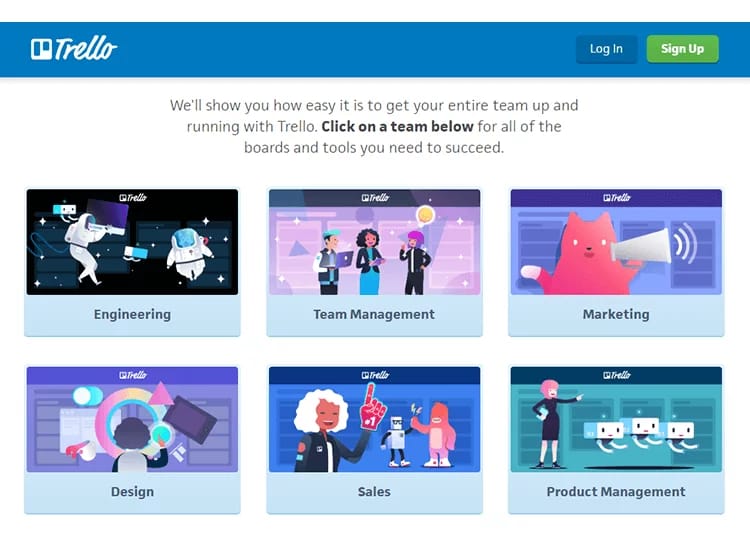 Trello
Log In
Sign Up
We'll show you how easy it is to get your entire team up and
running with Trello. Click on a team below for all of the
boards and tools you need to succeed.
Trello
Trello
Trello
Engineering
Team Management
Marketing
Trello
Trello
#1
Trello
Design
Sales
Product Management